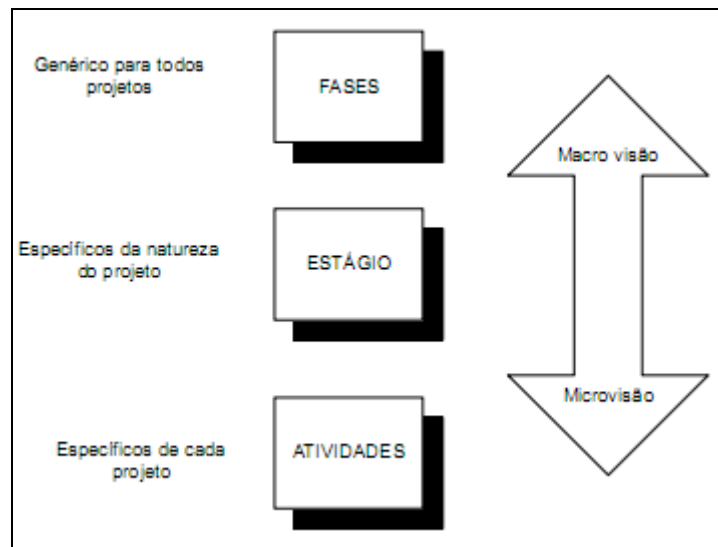 Genérico para todos
projetos
FASES
Macro visão
Específicos da natureza
do projeto
ESTÁGIO
Microvisão
Específicos de cada
projeto
ATIVIDADES